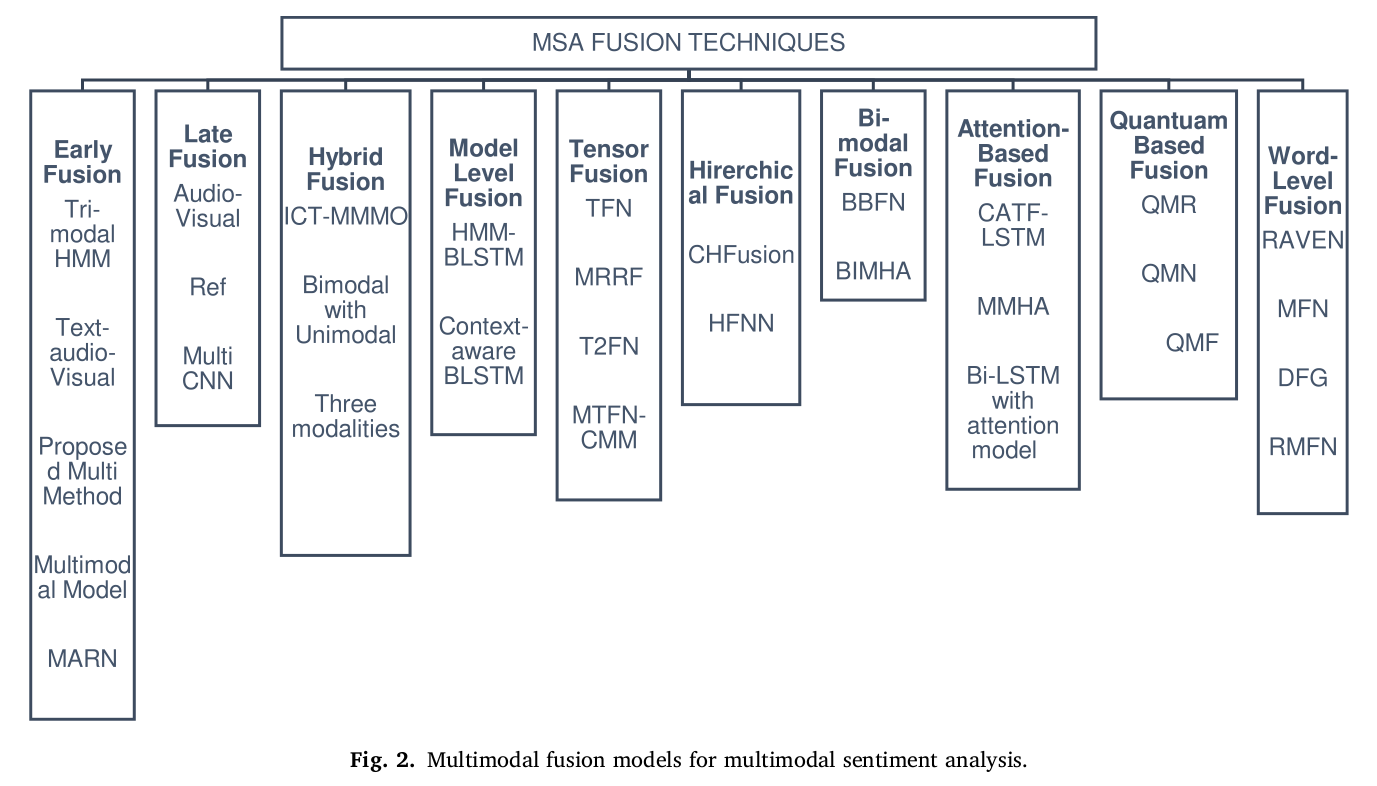 MSA FUSION TECHNIQUES
Early
Fusion
Tri-
modal
HMM
Text-
audio-
Visual
Propose
d Multi
Method
Multimod
al Model
MARN
Late
Fusion
Audio-
Visual
Ref
Multi
CNN
Hybrid
Fusion
ICT-MMMO
Bimodal
with
Unimodal
Three
modalities
Model
Level
Fusion
HMM-
BLSTM
Context-
aware
BLSTM
Tensor
Fusion
TFN
MRRF
T2FN
MTFN-
CMM
Hirerchic
al Fusion
CHFusion
HFNN
Bi-
modal
Fusion
BBFN
BIMHA
Attention-
Based
Fusion
CATF-
LSTM
MMHA
Bi-LSTM
with
attention
model
Quantuam
Based
Fusion
QMR
QMN
QMF
Word-
Level
Fusion
RAVEN
MFN
DFG
RMFN
Fig. 2. Multimodal fusion models for multimodal sentiment analysis.